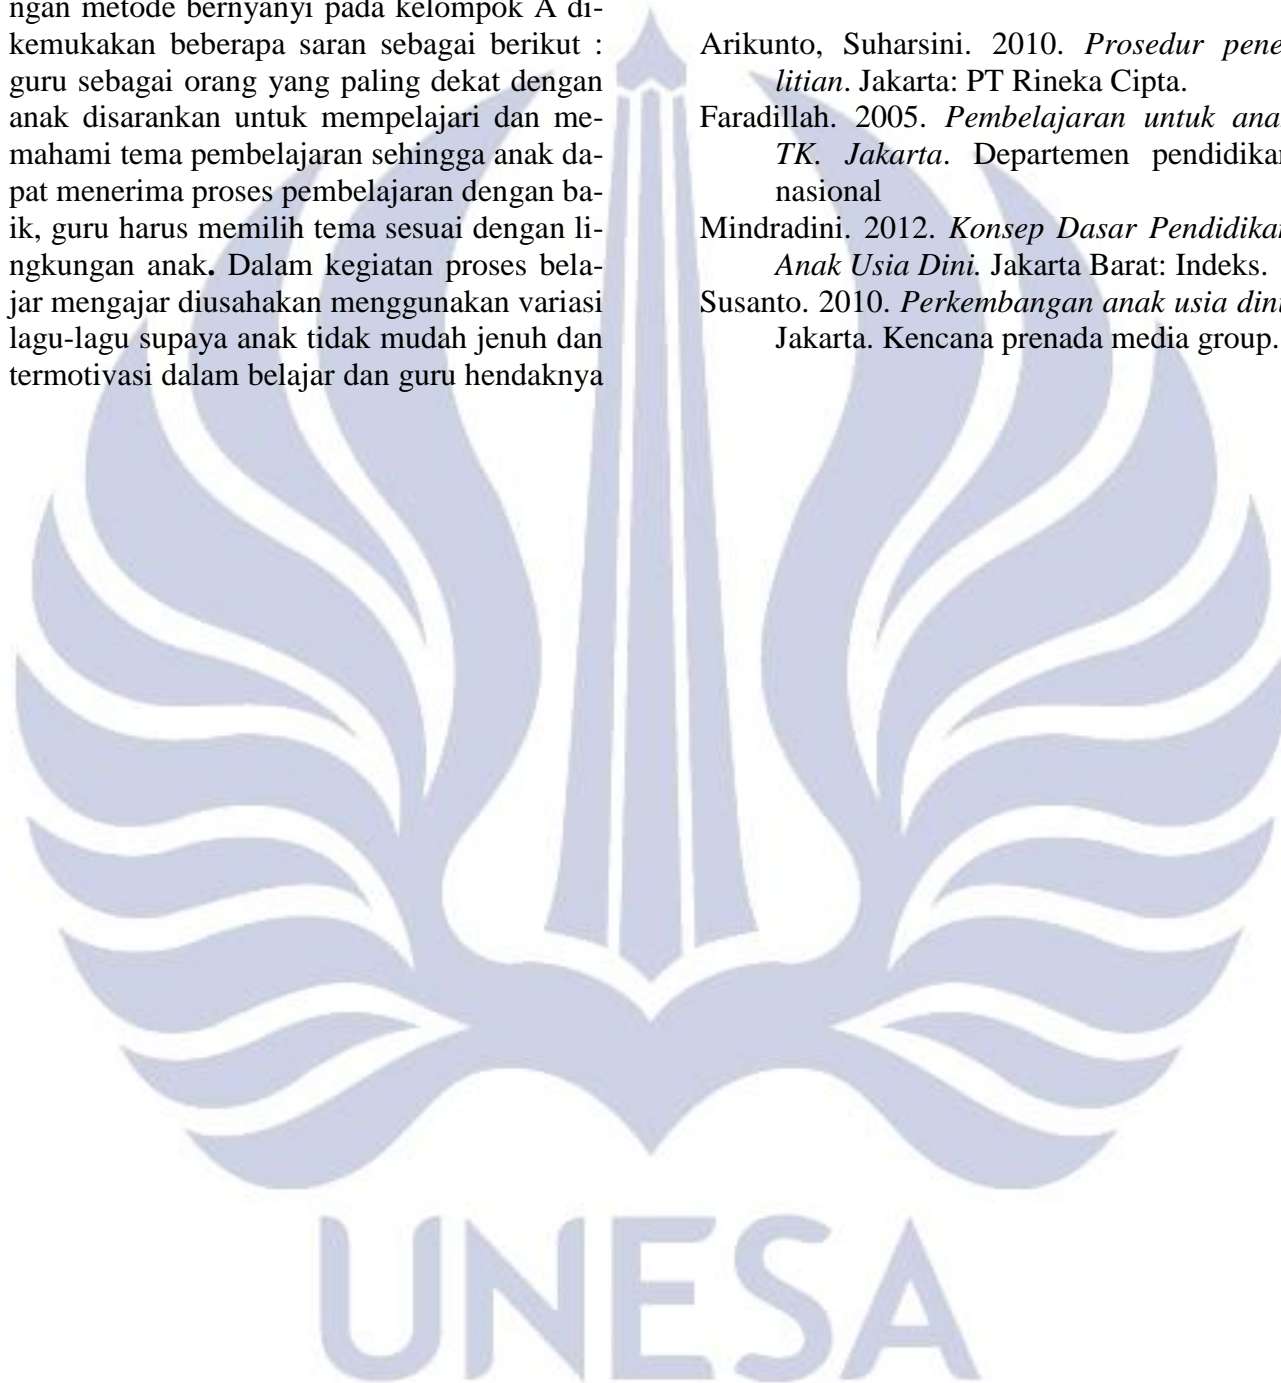 ngan metode bernyanyi pada kelompok A di-
kemukakan beberapa saran sebagai berikut :
guru sebagai orang yang paling dekat dengan
anak disarankan untuk mempelajari dan me-
mahami tema pembelajaran sehingga anak da-
pat menerima proses pembelajaran dengan ba-
ik, guru harus memilih tema sesuai dengan li-
ngkungan anak. Dalam kegiatan proses bela-
jar mengajar diusahakan menggunakan variasi
lagu-lagu supaya anak tidak mudah jenuh dan
termotivasi dalam belajar dan guru hendaknya
Arikunto, Suharsini. 2010. Prosedur pene
litian. Jakarta: PT Rineka Cipta.
Faradillah. 2005. Pembelajaran untuk ana
TK. Jakarta. Departemen pendidikan
nasional
Mindradini. 2012. Konsep Dasar Pendidikan
Anak Usia Dini. Jakarta Barat: Indeks.
Susanto. 2010. Perkembangan anak usia dini
Jakarta. Kencana prenada media group.
UNESA